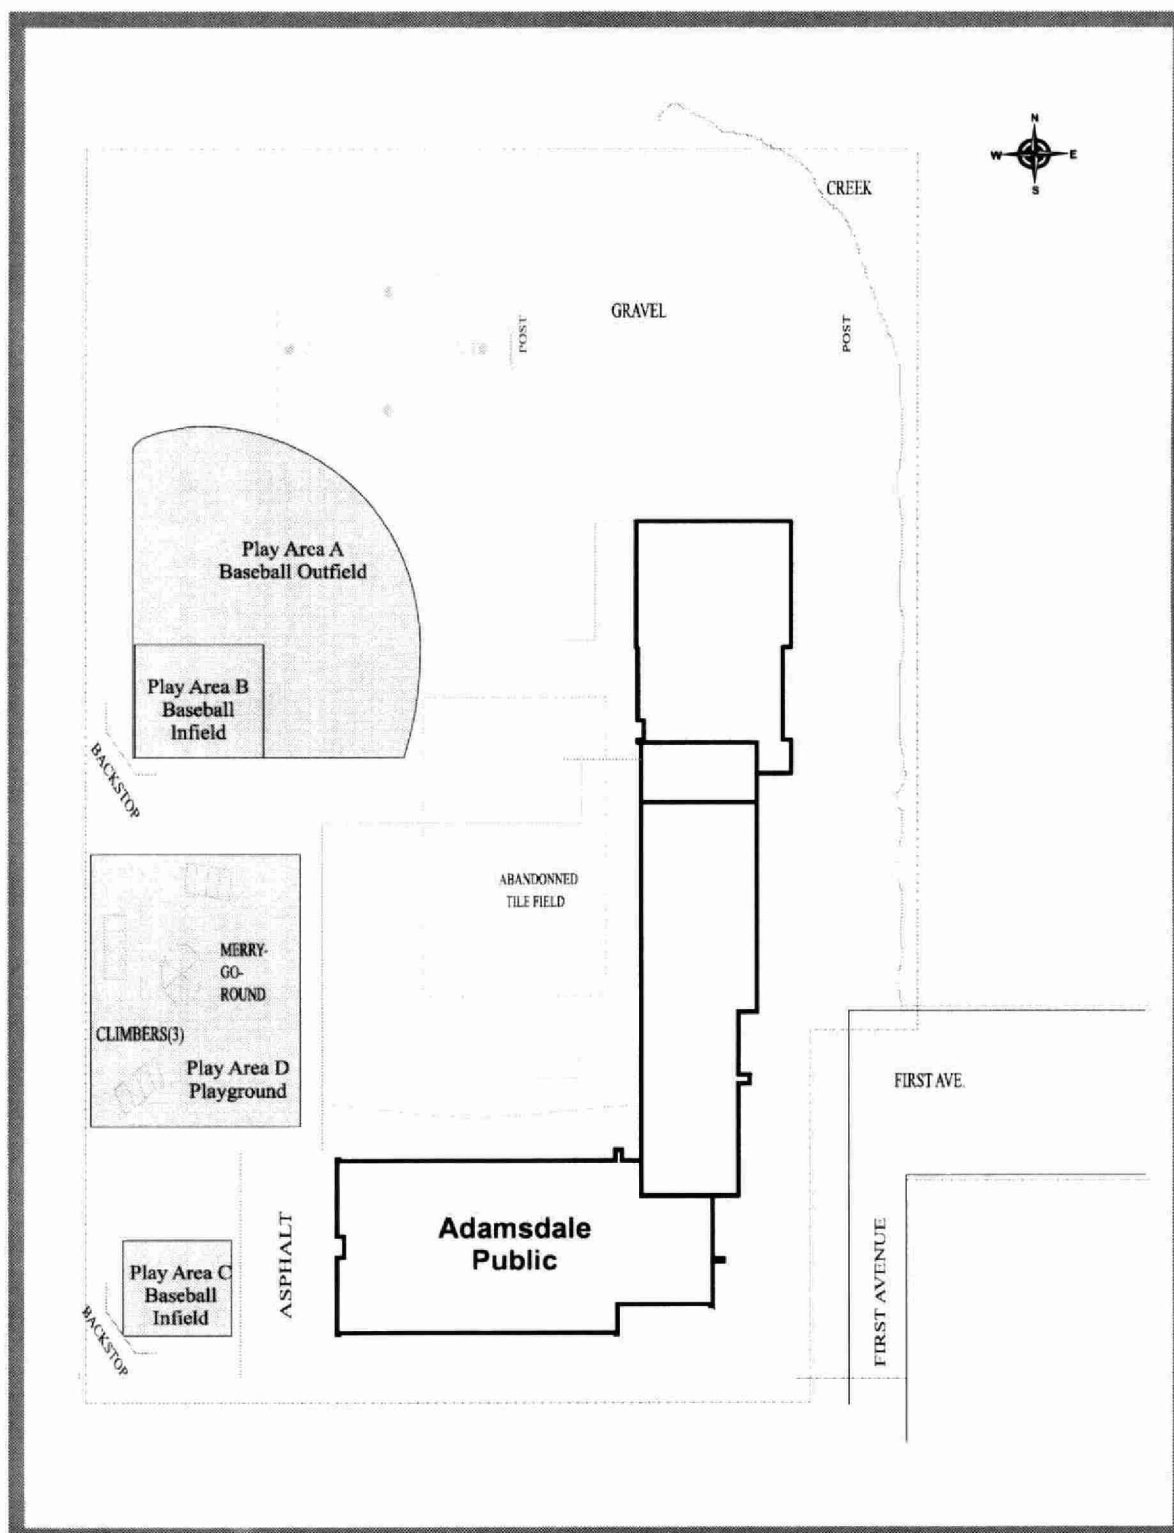 N
W E
S
CREEK
GRAVEL
POST
POST
Play Area A
Baseball Outfield
Play Area B
Baseball
Infield
BACKSTOP
ABANDONNED
TILE FIELD
MERRY-
GO-
ROUND
CLIMBERS(3)
Play Area D
Playground
FIRST AVE.
Adamsdale
Public
ASPHALT
FIRST AVENUE
Play Area C
Baseball
Infield
BACKSTOP